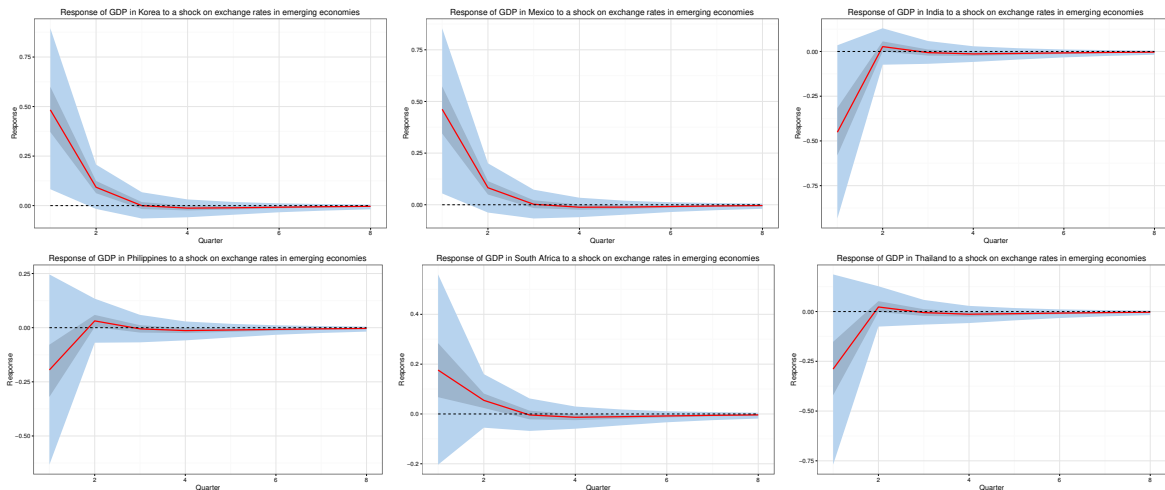 Response of GDP in Korea to a shock on exchange rates in emerging economies
Response
0.75
0.50
0.25
0.00
2
4
6
8
Quarter
Response of GDP in Mexico to a shock on exchange rates in emerging economies
Response
0.75
0.50
0.25
0.00
2
4
6
8
Quarter
Response of GDP in India to a shock on exchange rates in emerging economies
Response
0.00
−0.25
−0.50
−0.75
2
4
6
8
Quarter
Response of GDP in Philippines to a shock on exchange rates in emerging economies
Response
0.25
0.00
−0.25
−0.50
2
4
6
8
Quarter
Response of GDP in South Africa to a shock on exchange rates in emerging economies
Response
0.4
0.2
0.0
−0.2
2
4
6
8
Quarter
Response of GDP in Thailand to a shock on exchange rates in emerging economies
Response
0.00
−0.25
−0.50
−0.75
2
4
6
8
Quarter